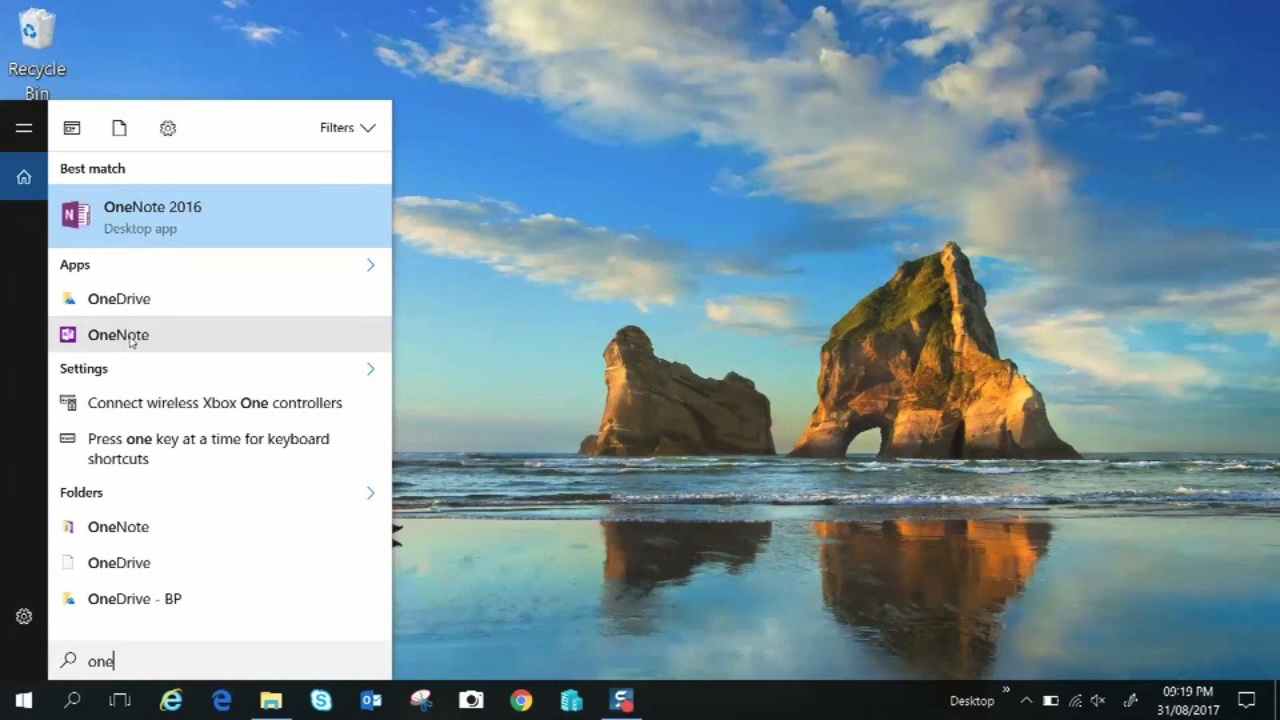 Recycle
Bin
Filters
Best match
OneNote 2016
Desktop app
Apps
OneDrive
OneNote
Settings
Connect wireless Xbox One controllers
Press one key at a time for keyboard
shortcuts
Folders
OneNote
OneDrive
OneDrive - BP
one
Desktop
09:19 PM
31/08/2017